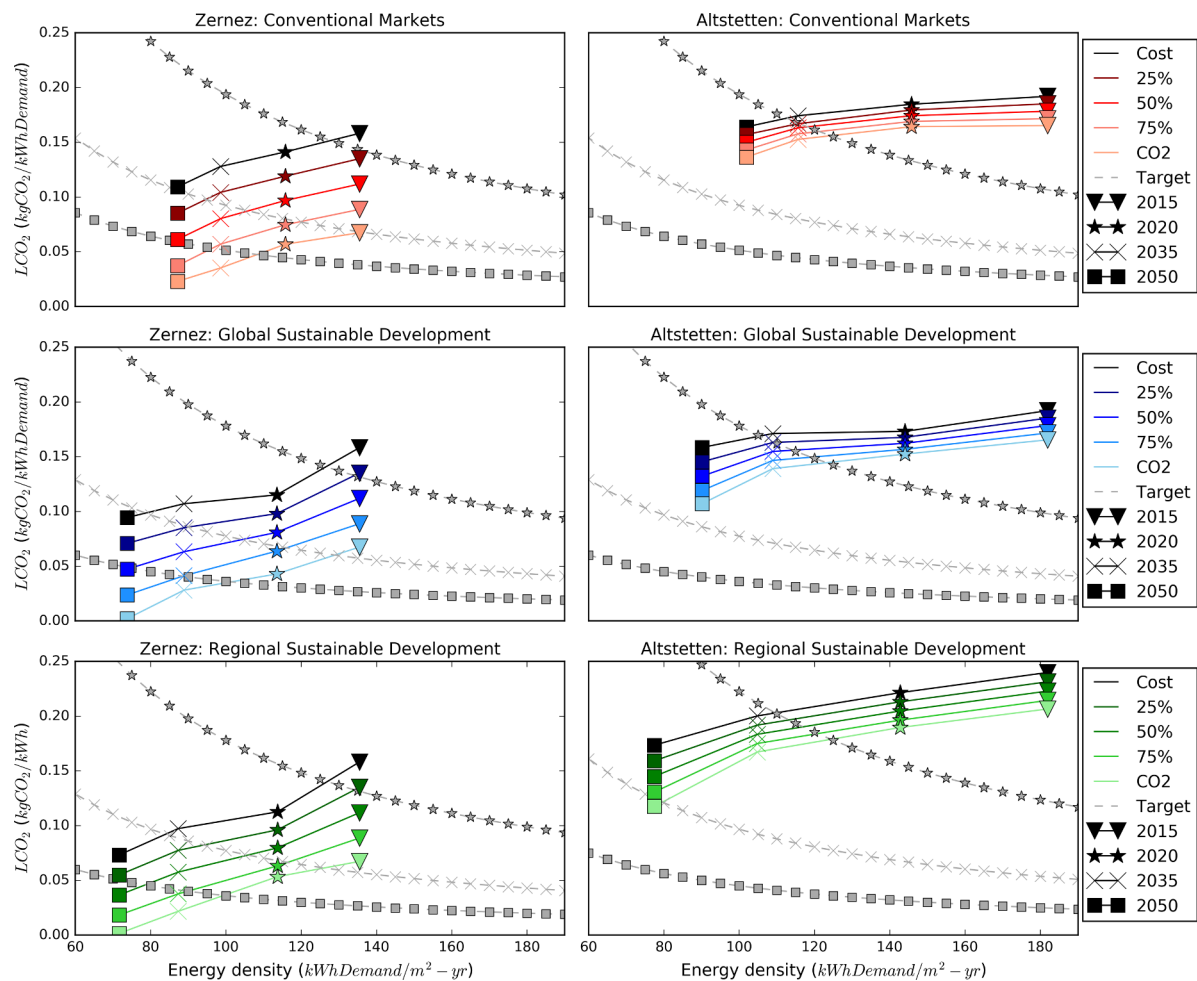 Zernez: Conventional Markets
Altstetten: Conventional Markets
0.25
0.20
0.15
0.10
0.05
0.00
LCO2 (kgCO2/kWhDemand)
Cost
25%
50%
75%
CO2
Target
2015
2020
2035
2050
Zernez: Global Sustainable Development
Altstetten: Global Sustainable Development
0.25
0.20
0.15
0.10
0.05
0.00
LCO2 (kgCO2/kWhDemand)
Cost
25%
50%
75%
CO2
Target
2015
2020
2035
2050
Zernez: Regional Sustainable Development
Altstetten: Regional Sustainable Development
0.25
0.20
0.15
0.10
0.05
0.00
LCO2 (kgCO2/kWh)
Cost
25%
50%
75%
CO2
Target
2015
2020
2035
2050
60 80 100 120 140 160 180
60 80 100 120 140 160 180
Energy density (kWhDemand/m² − yr)
Energy density (kWhDemand/m² − yr)